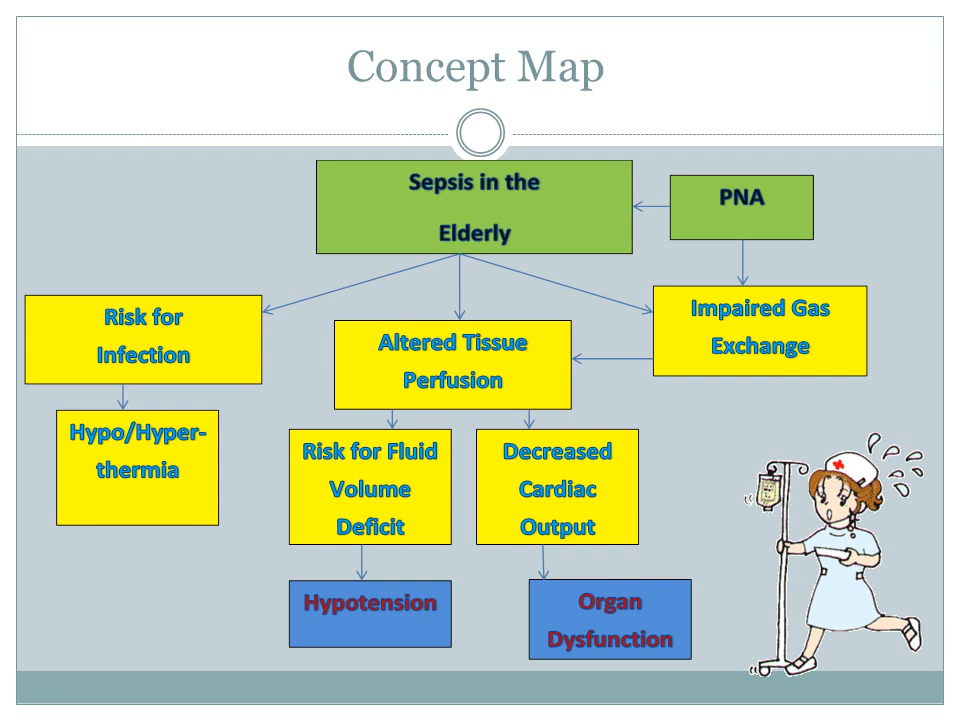 Concept Map
Sepsis in the
Elderly
PNA
Risk for
Infection
Altered Tissue
Perfusion
Impaired Gas
Exchange
Hypo/Hyper-
thermia
Risk for Fluid
Volume
Deficit
Decreased
Cardiac
Output
Hypotension
Organ
Dysfunction